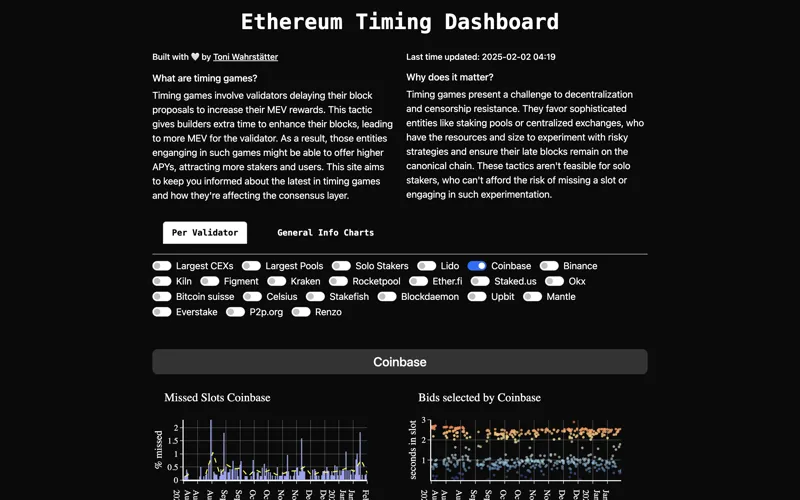 Ethereum Timing Dashboard
Built with 🤍 by Toni Wahrstätter
Last time updated: 2025-02-02 04:19
What are timing games?
Timing games involve validators delaying their block
proposals to increase their MEV rewards. This tactic
gives builders extra time to enhance their blocks, leading
to more MEV for the validator. As a result, those entities
enganging in such games might be able to offer higher
APYs, attracting more stakers and users. This site aims
to keep you informed about the latest in timing games
and how they're affecting the consensus layer.
Why does it matter?
Timing games present a challenge to decentralization
and censorship resistance. They favor sophisticated
entities like staking pools or centralized exchanges, who
have the resources and size to experiment with risky
strategies and ensure their late blocks remain on the
canonical chain. These tactics aren't feasible for solo
stakers, who can't afford the risk of missing a slot or
engaging in such experimentation.
Per Validator General Info Charts
Largest CEXs Largest Pools Solo Stakers Lido Coinbase Binance
Kiln Figment Kraken Rocketpool Ether.fi Staked.us Okx
Bitcoin suisse Celsius Stakefish Blockdaemon Upbit Mantle
Everstake P2p.org Renzo
Coinbase
Missed Slots Coinbase
% missed
2
1.5
1
0.5
0
Bids selected by Coinbase
seconds in slot
3
2
1